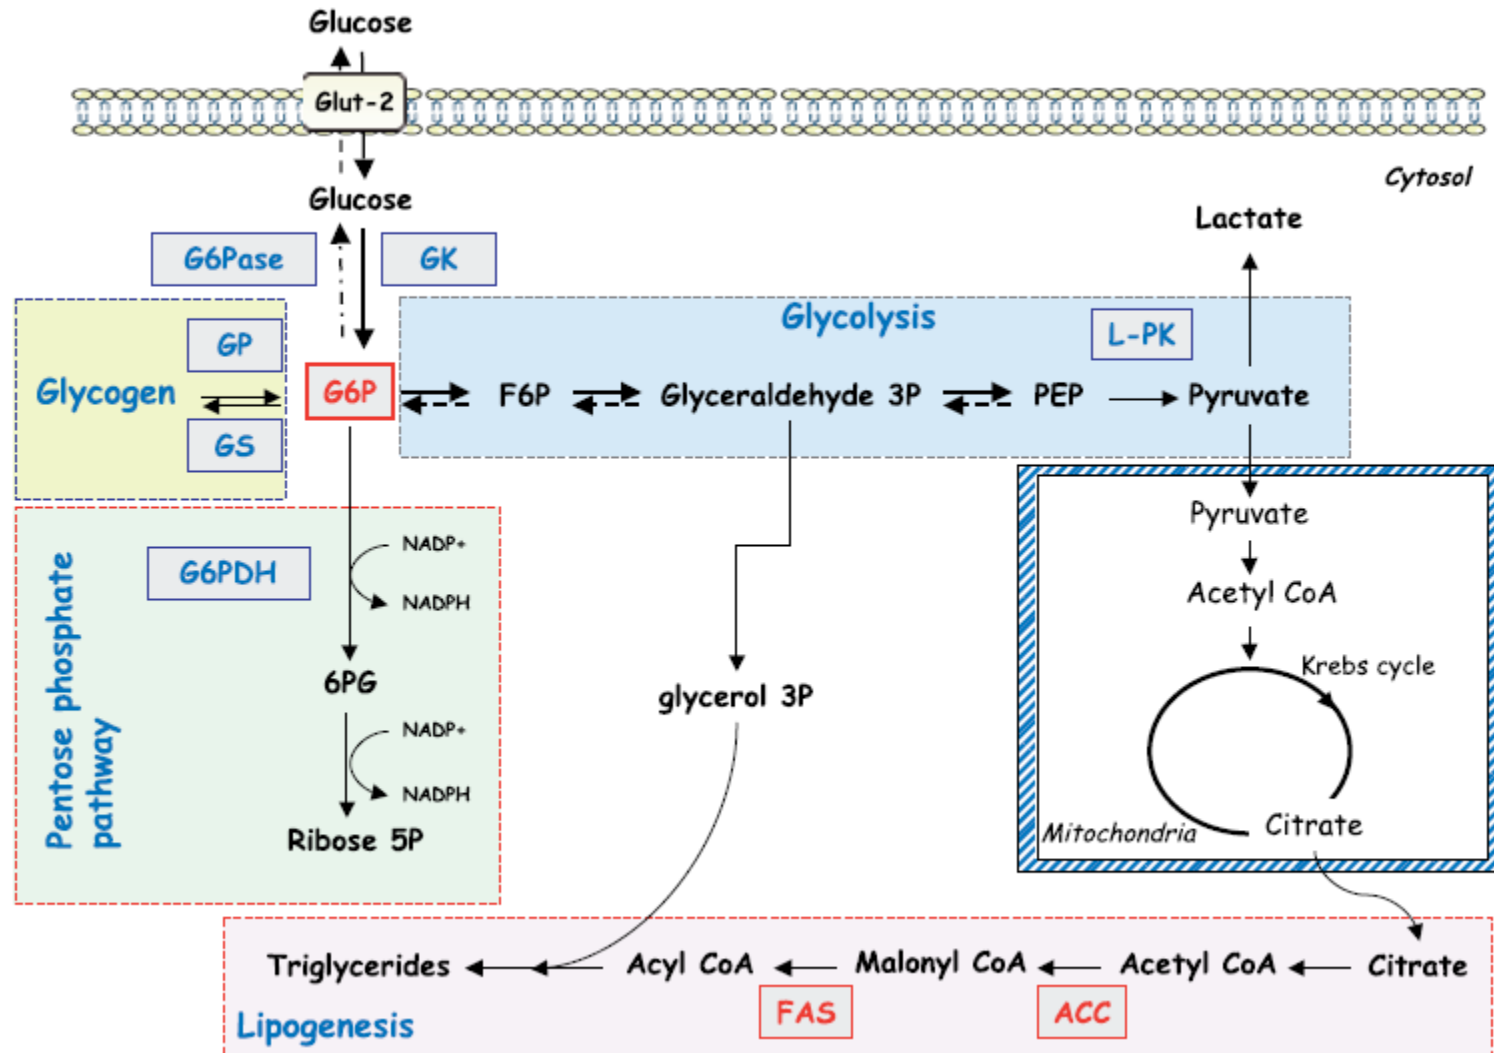 Glucose
Glut-2
Cytosol
Glucose
Lactate
G6Pase
GK
Glycolysis
GP
L-PK
Glycogen
G6P
F6P
Glyceraldehyde 3P
PEP
Pyruvate
GS
Pyruvate
Pentose phosphate
pathway
G6PDH
NADP+
NADPH
Acetyl CoA
6PG
glycerol 3P
Krebs cycle
NADP+
NADPH
Ribose 5P
Mitochondria
Citrate
Triglycerides
Acyl CoA
Malonyl CoA
Acetyl CoA
Citrate
FAS
ACC
Lipogenesis